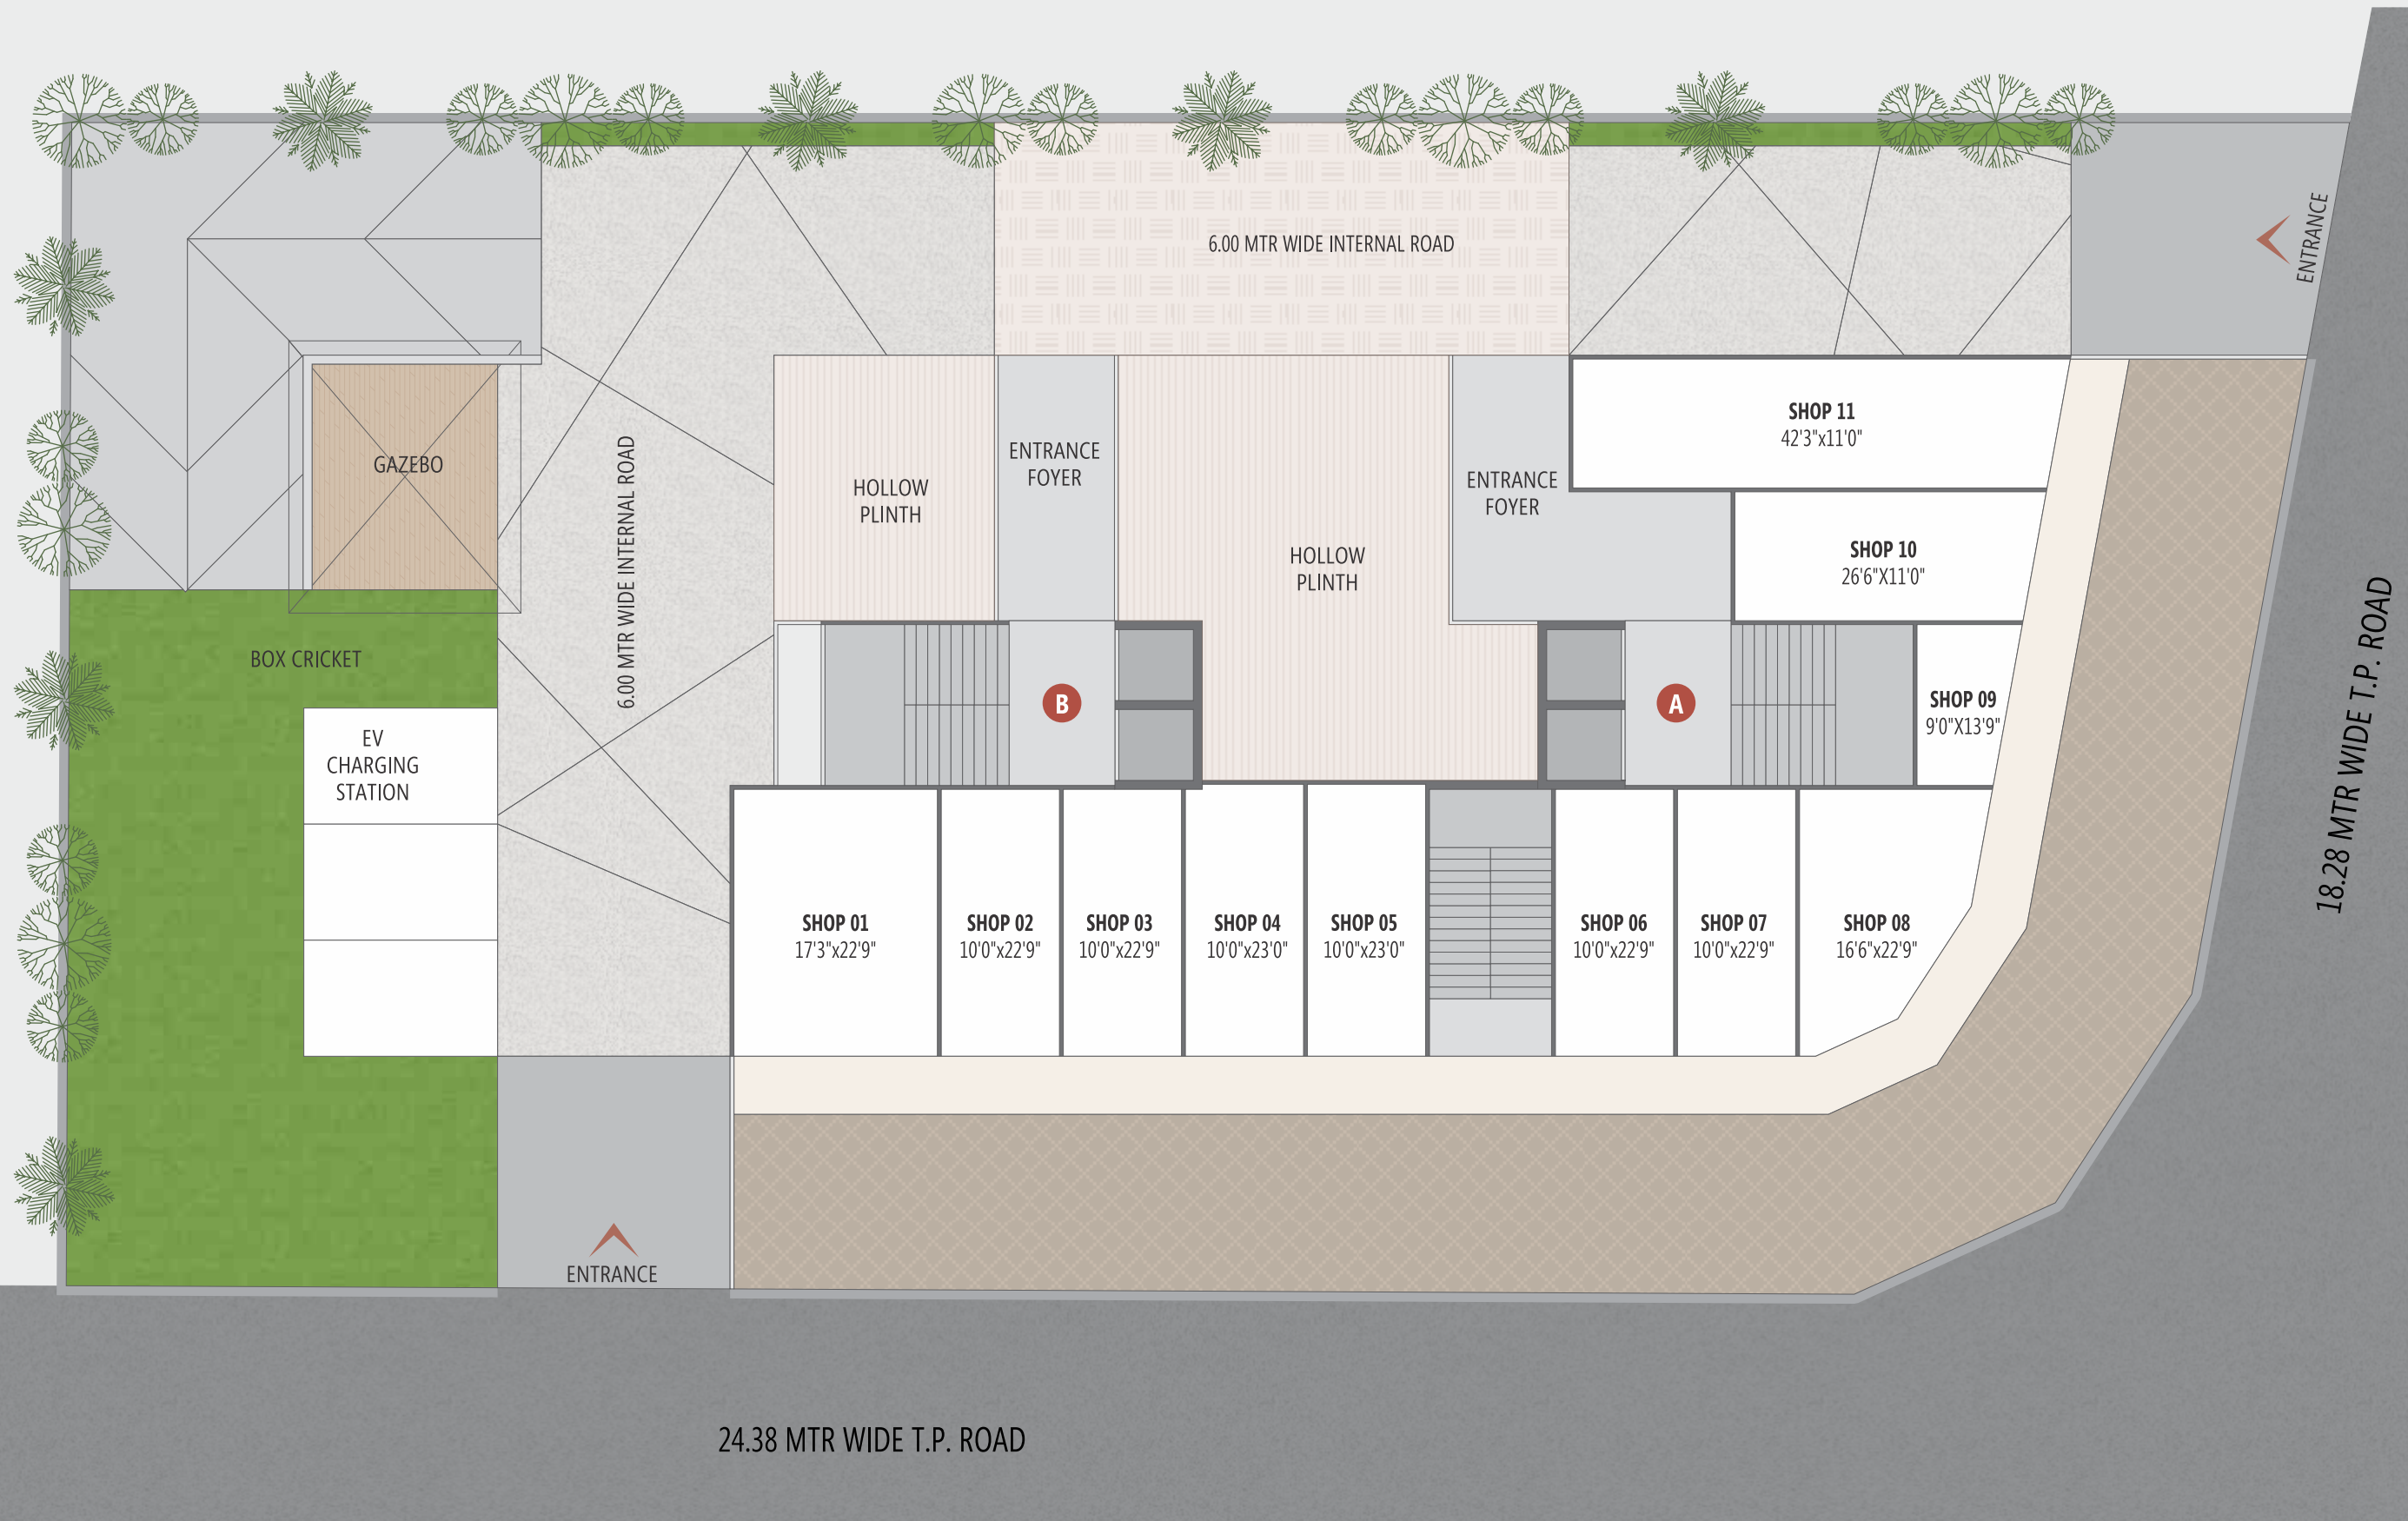 6.00 MTR WIDE INTERNAL ROAD
ENTRANCE
SHOP 11
42'3"x11'0"
ENTRANCE
FOYER
GAZEBO
ENTRANCE
FOYER
HOLLOW
PLINTH
6.00 MTR WIDE INTERNAL ROAD
HOLLOW
PLINTH
SHOP 10
26'6"X11'0"
BOX CRICKET
B
A
SHOP 09
9'0"X13'9"
18.28 MTR WIDE T.P. ROAD
EV
CHARGING
STATION
SHOP 01
17'3"x22'9"
SHOP 02
10'0"x22'9"
SHOP 03
10'0"x22'9"
SHOP 04
10'0"x23'0"
SHOP 05
10'0"x23'0"
SHOP 06
10'0"x22'9"
SHOP 07
10'0"x22'9"
SHOP 08
16'6"x22'9"
ENTRANCE
24.38 MTR WIDE T.P. ROAD